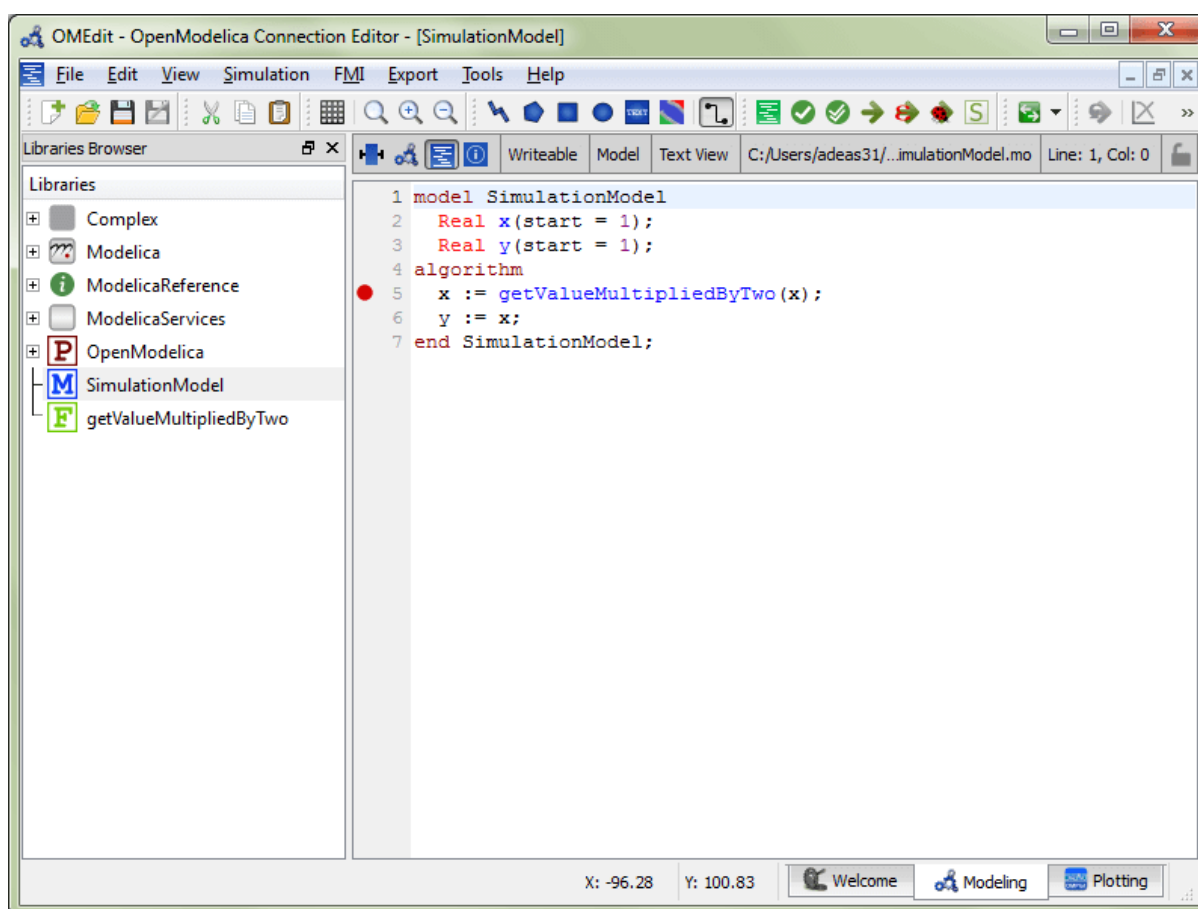 OMEdit - OpenModelica Connection Editor - [SimulationModel]
File Edit View Simulation FMI Export Tools Help
TEXT S »
Libraries Browser
Writeable Model Text View C:/Users/adeas31/...imulationModel.mo Line: 1, Col: 0
Libraries
Complex
Modelica
ModelicaReference
ModelicaServices
P OpenModelica
M SimulationModel
F getValueMultipliedByTwo
1 model SimulationModel
2 Real x(start = 1);
3 Real y(start = 1);
4 algorithm
5 x := getValueMultipliedByTwo(x);
6 y := x;
7 end SimulationModel;
X: -96.28 Y: 100.83 Welcome Modeling Plotting